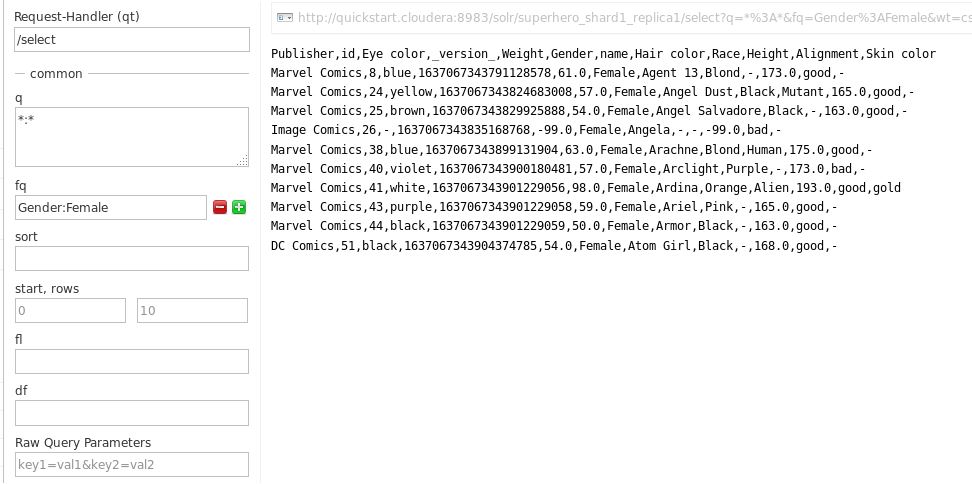 Request-Handler (qt)
/select
common
q
*:*
fq
Gender:Female
sort
start, rows
0 10
fl
df
Raw Query Parameters
key1=val1&key2=val2
http://quickstart.cloudera:8983/solr/superhero_shard1_replica1/select?q=*%3A*&fq=Gender%3AFemale&wt=cs
Publisher,id,Eye color,_version_,Weight,Gender,name,Hair color,Race,Height,Alignment,Skin color
Marvel Comics,8,blue,1637067343791128578,61.0,Female,Agent 13,Blond,-,173.0,good,-
Marvel Comics,24,yellow,1637067343824683008,57.0,Female,Angel Dust,Black,Mutant,165.0,good,-
Marvel Comics,25,brown,1637067343829925888,54.0,Female,Angel Salvadore,Black,-,163.0,good,-
Image Comics,26,-,1637067343835168768,-99.0,Female,Angela,-,-,-99.0,bad,-
Marvel Comics,38,blue,1637067343899131904,63.0,Female,Arachne,Blond,Human,175.0,good,-
Marvel Comics,40,violet,1637067343900180481,57.0,Female,Arclight,Purple,-,173.0,bad,-
Marvel Comics,41,white,1637067343901229056,98.0,Female,Ardina,Orange,Alien,193.0,good,gold
Marvel Comics,43,purple,1637067343901229058,59.0,Female,Ariel,Pink,-,165.0,good,-
Marvel Comics,44,black,1637067343901229059,50.0,Female,Armor,Black,-,163.0,good,-
DC Comics,51,black,1637067343904374785,54.0,Female,Atom Girl,Black,-,168.0,good,-